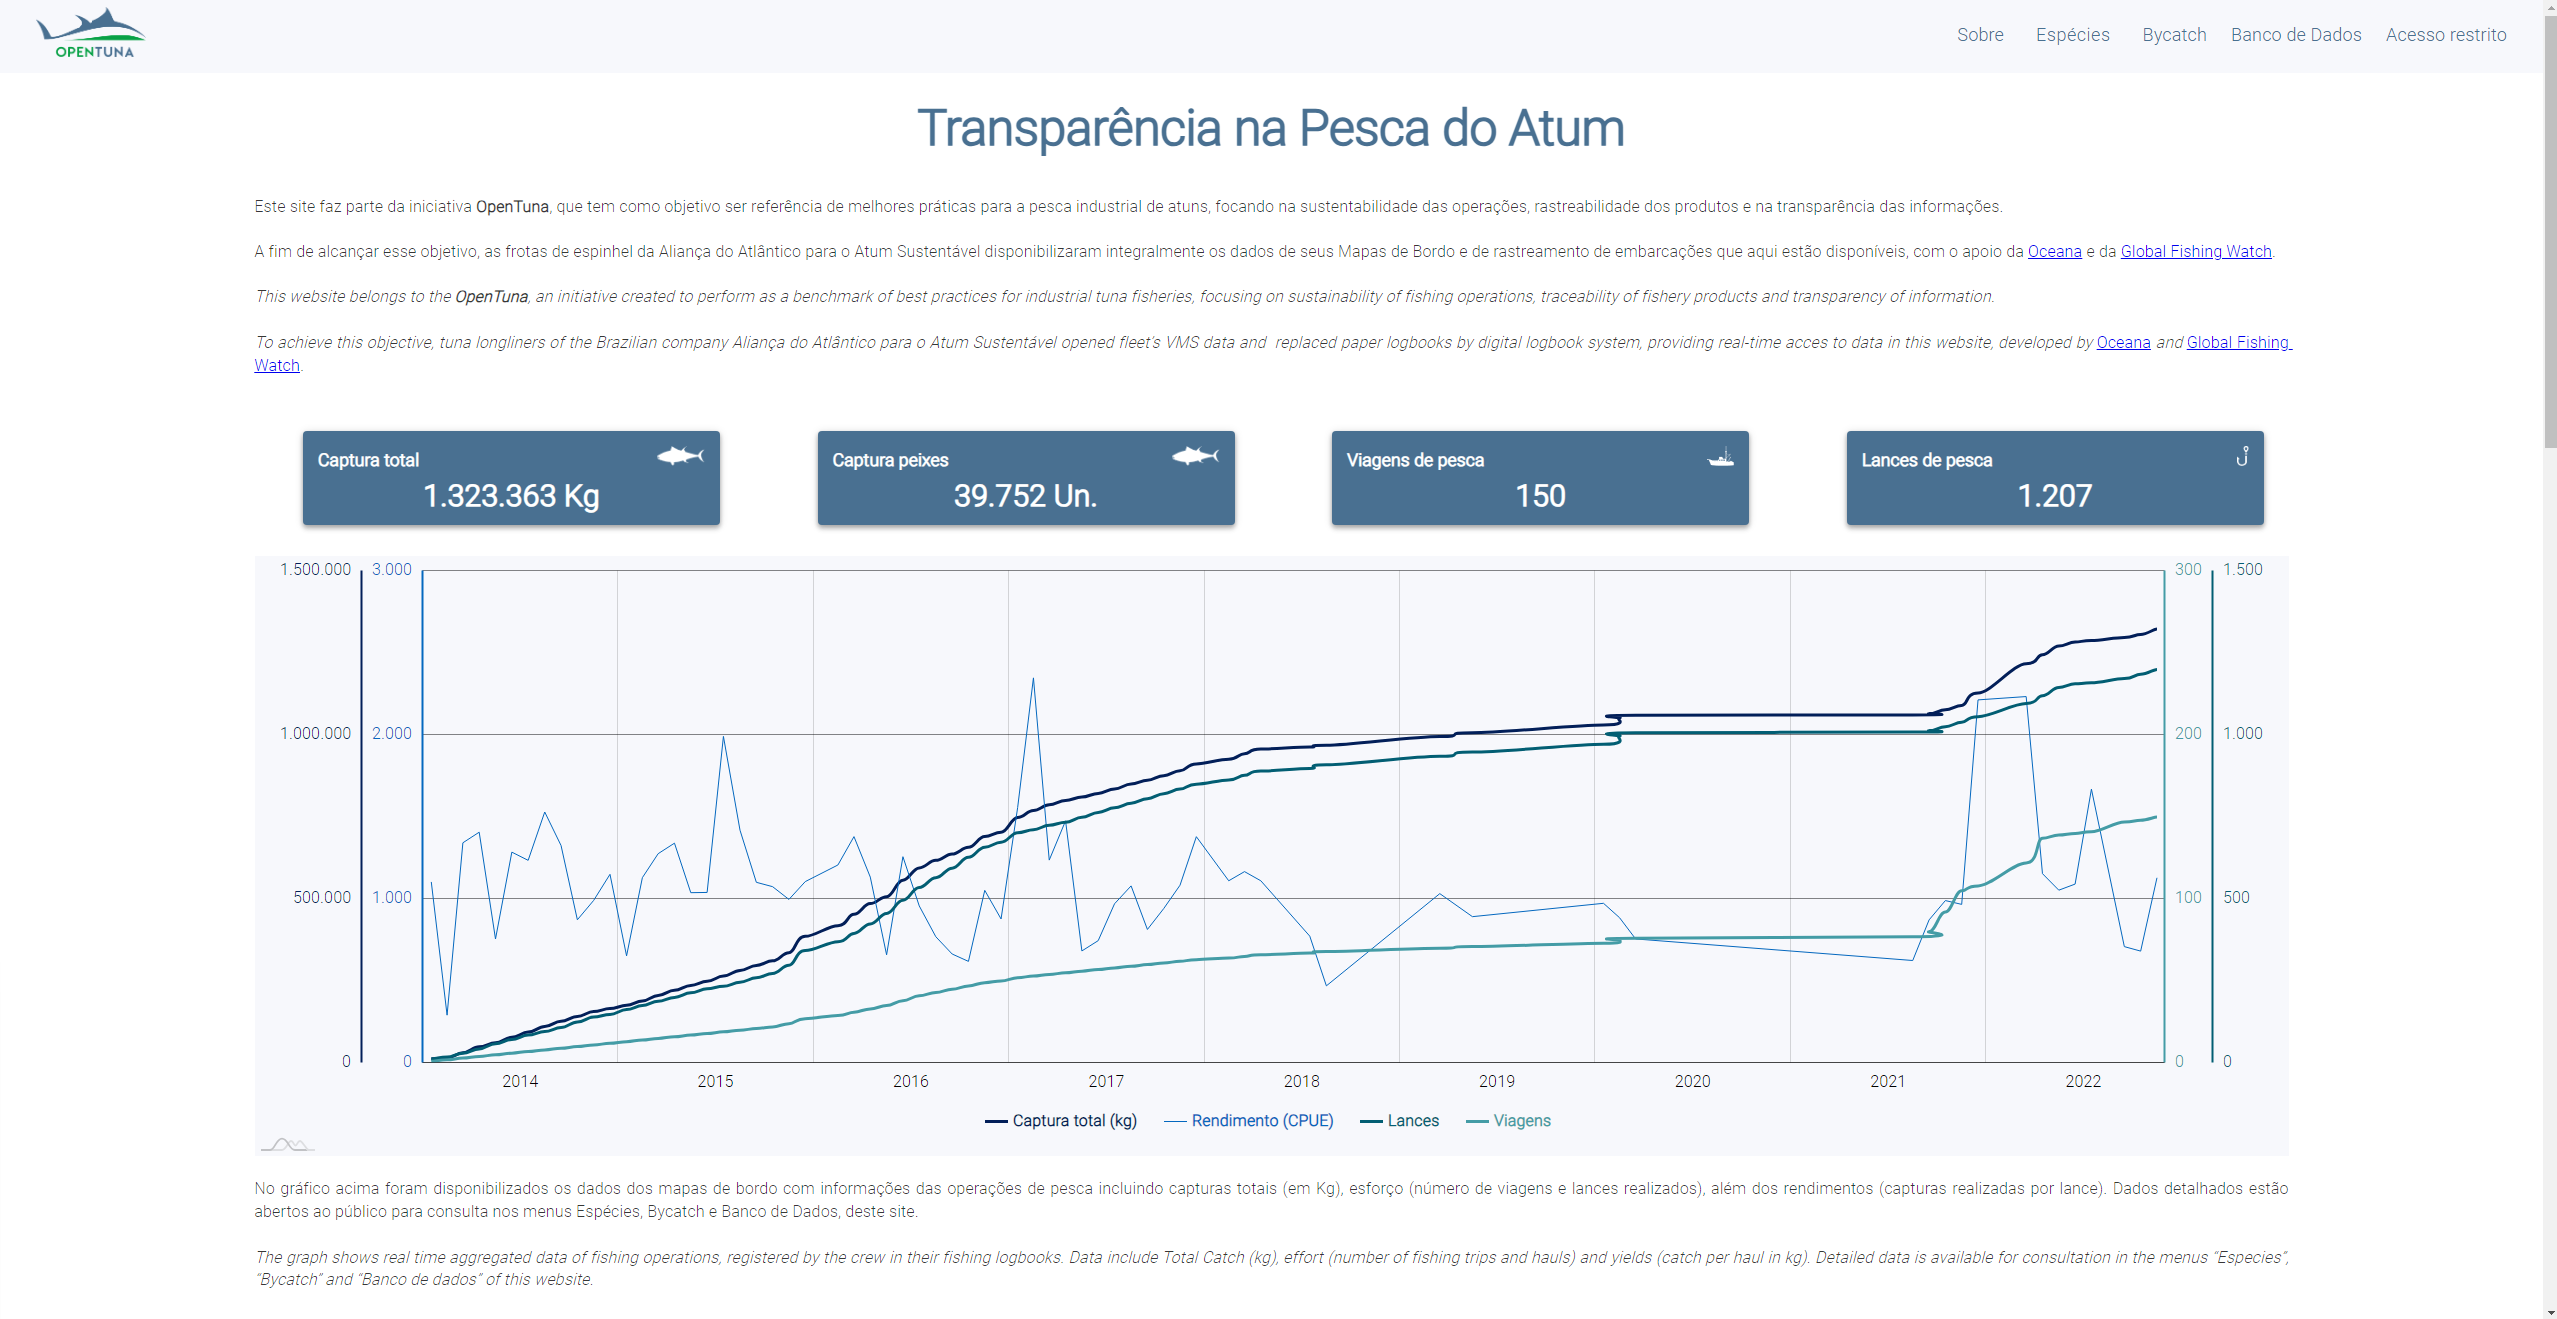 OPENTUNA
Sobre Espécies Bycatch Banco de Dados Acesso restrito
Transparência na Pesca do Atum
Este site faz parte da iniciativa OpenTuna, que tem como objetivo ser referência de melhores práticas para a pesca industrial de atuns, focando na sustentabilidade das operações, rastreabilidade dos produtos e na transparência das informações.
A fim de alcançar esse objetivo, as frotas de espinhel da Aliança do Atlântico para o Atum Sustentável disponibilizaram integralmente os dados de seus Mapas de Bordo e de rastreamento de embarcações que aqui estão disponíveis, com o apoio da Oceana e da Global Fishing Watch.
This website belongs to the OpenTuna, an initiative created to perform as a benchmark of best practices for industrial tuna fisheries, focusing on sustainability of fishing operations, traceability of fishery products and transparency of information.
To achieve this objective, tuna longliners of the Brazilian company Aliança do Atlântico para o Atum Sustentável opened fleet's VMS data and replaced paper logbooks by digital logbook system, providing real-time acces to data in this website, developed by Oceana and Global Fishing
Watch.
Captura total
1.323.363 Kg
Captura peixes
39.752 Un.
Viagens de pesca
150
Lances de pesca
1.207
1.500.000 3.000 300 1.500
1.000.000 2.000 200 1.000
500.000 1.000 100 500
0 0 0 0
2014 2015 2016 2017 2018 2019 2020 2021 2022
Captura total (kg) Rendimento (CPUE) Lances Viagens
No gráfico acima foram disponibilizados os dados dos mapas de bordo com informações das operações de pesca incluindo capturas totais (em Kg), esforço (número de viagens e lances realizados), além dos rendimentos (capturas realizadas por lance). Dados detalhados estão
abertos ao público para consulta nos menus Espécies, Bycatch e Banco de Dados, deste site.
The graph shows real time aggregated data of fishing operations, registered by the crew in their fishing logbooks. Data include Total Catch (kg), effort (number of fishing trips and hauls) and yields (catch per haul in kg). Detailed data is available for consultation in the menus "Especies",
"Bycatch" and "Banco de dados" of this website.